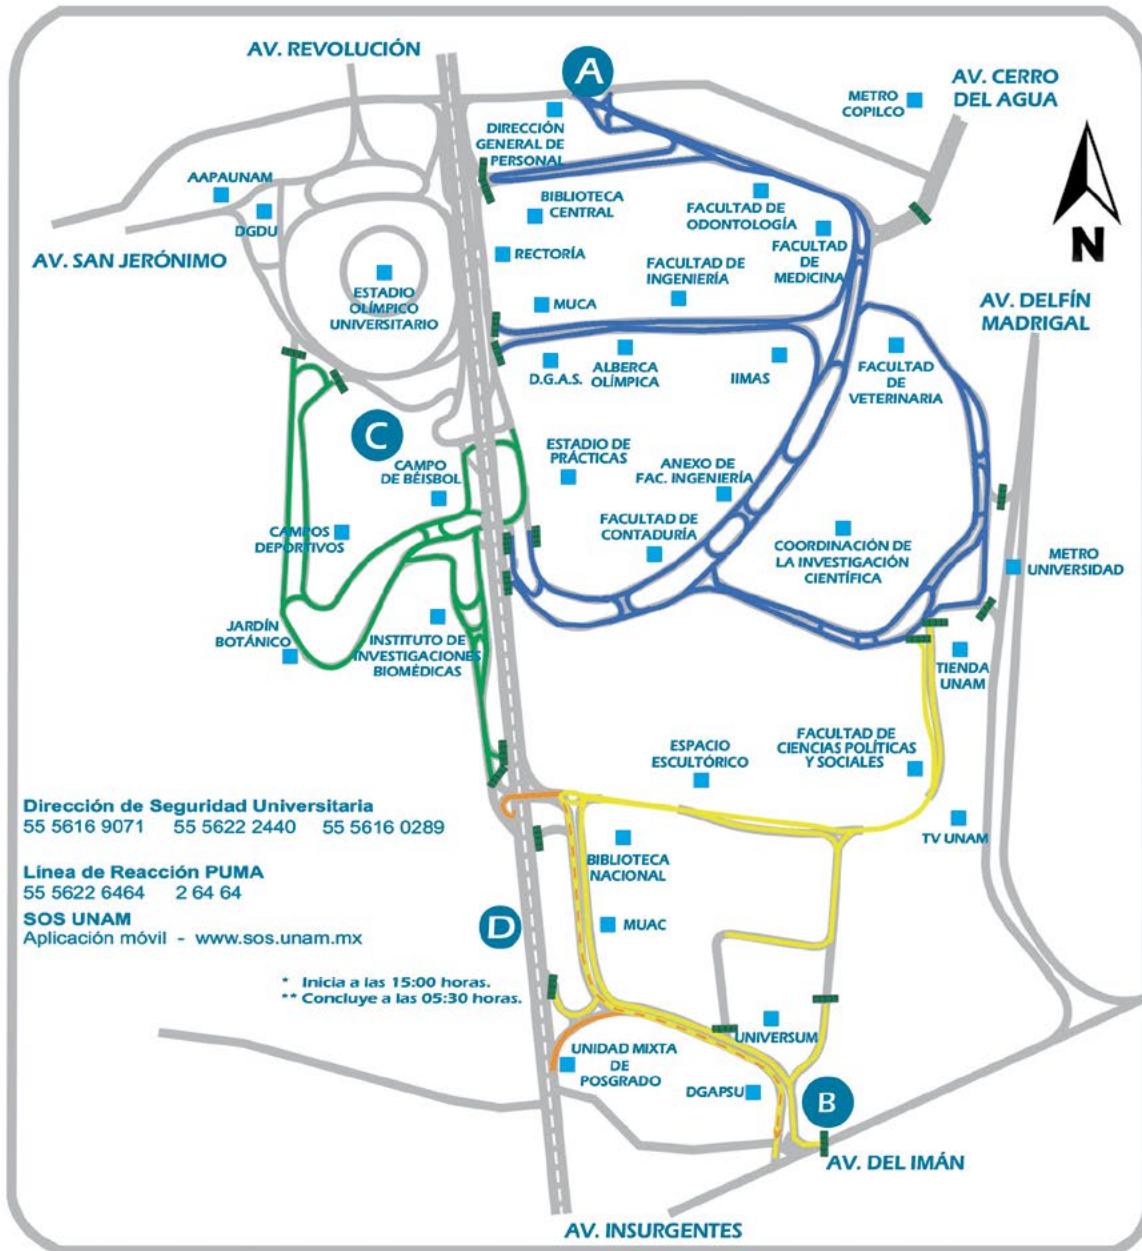 AV. REVOLUCIÓN
A
METRO
COPILCO
AV. CERRO
DEL AGUA
DIRECCIÓN
GENERAL DE
PERSONAL
AAPAUNAM
DGDU
AV. SAN JERÓNIMO
BIBLIOTECA
CENTRAL
FACULTAD DE
ODONTOLOGÍA
FACULTAD
DE
MEDICINA
N
RECTORÍA
FACULTAD DE
INGENIERÍA
ESTADIO
OLÍMPICO
UNIVERSITARIO
MUCA
AV. DELFÍN
MADRIGAL
D.G.A.S.
ALBERCA
OLÍMPICA
IIMAS
FACULTAD
DE
VETERINARIA
C
CAMPO
DE BÉISBOL
ESTADIO DE
PRÁCTICAS
ANEXO DE
FAC. INGENIERÍA
CAMPOS
DEPORTIVOS
FACULTAD DE
CONTADURÍA
COORDINACIÓN DE
LA INVESTIGACIÓN
CIENTÍFICA
METRO
UNIVERSIDAD
JARDÍN
BOTÁNICO
INSTITUTO DE
INVESTIGACIONES
BIOMÉDICAS
TIENDA
UNAM
ESPACIO
ESCULTÓRICO
FACULTAD DE
CIENCIAS POLÍTICAS
Y SOCIALES
Dirección de Seguridad Universitaria
55 5616 9071 55 5622 2440 55 5616 0289
TV UNAM
BIBLIOTECA
NACIONAL
Línea de Reacción PUMA
55 5622 6464 2 64 64
SOS UNAM
Aplicación móvil - www.sos.unam.mx
D
MUAC
* Inicia a las 15:00 horas.
** Concluye a las 05:30 horas.
UNIVERSUM
UNIDAD MIXTA
DE
POSGRADO
DGAPSU
B
AV. DEL IMÁN
AV. INSURGENTES